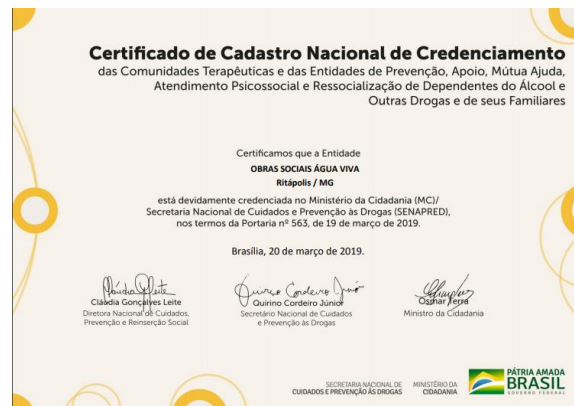 Certificado de Cadastro Nacional de Credenciamento
das Comunidades Terapêuticas e das Entidades de Prevenção, Apoio, Mútua Ajuda,
Atendimento Psicossocial e Ressocialização de Dependentes do Álcool e
Outras Drogas e de seus Familiares
Certificamos que a Entidade
OBRAS SOCIAIS ÁGUA VIVA
Ritápolis / MG
está devidamente credenciada no Ministério da Cidadania (MC)/
Secretaria Nacional de Cuidados e Prevenção às Drogas (SENAPRED),
nos termos da Portaria nº 563, de 19 de março de 2019.
Brasília, 20 de março de 2019.
Cláudia Gonçalves Leite
Diretora Nacional de Cuidados,
Prevenção e Reinserção Social
Quirino Cordeiro Júnior
Secretário Nacional de Cuidados
e Prevenção às Drogas
Osmar Terra
Ministro da Cidadania
SECRETARIA NACIONAL DE
CUIDADOS E PREVENÇÃO ÀS DROGAS
MINISTÉRIO DA
CIDADANIA
PÁTRIA AMADA
BRASIL
GOVERNO FEDERAL